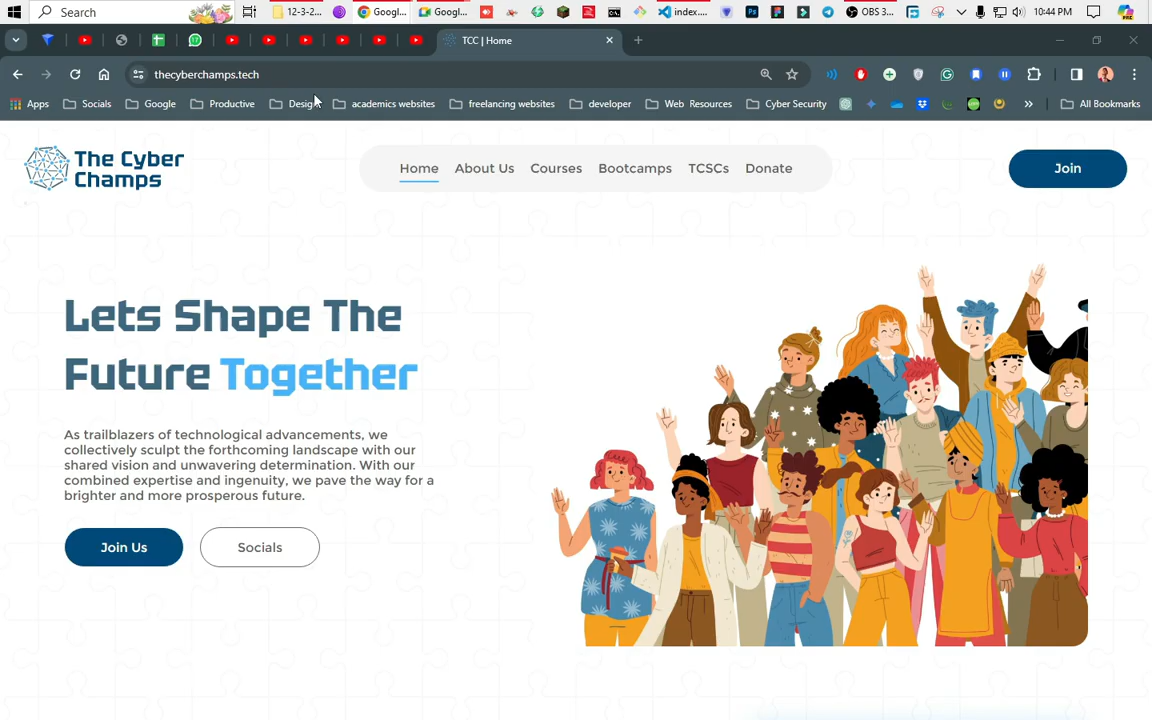 Search
12-3-2...
Googl...
Googl...
index....
OBS 3...
10:44 PM
TCC | Home
thecyberchamps.tech
Apps
Socials
Google
Productive
Design
academics websites
freelancing websites
developer
Web Resources
Cyber Security
»
All Bookmarks
The Cyber
Champs
Home
About Us
Courses
Bootcamps
TCSCs
Donate
Join
Lets Shape The
Future Together
As trailblazers of technological advancements, we
collectively sculpt the forthcoming landscape with our
shared vision and unwavering determination. With our
combined expertise and ingenuity, we pave the way for a
brighter and more prosperous future.
Join Us
Socials